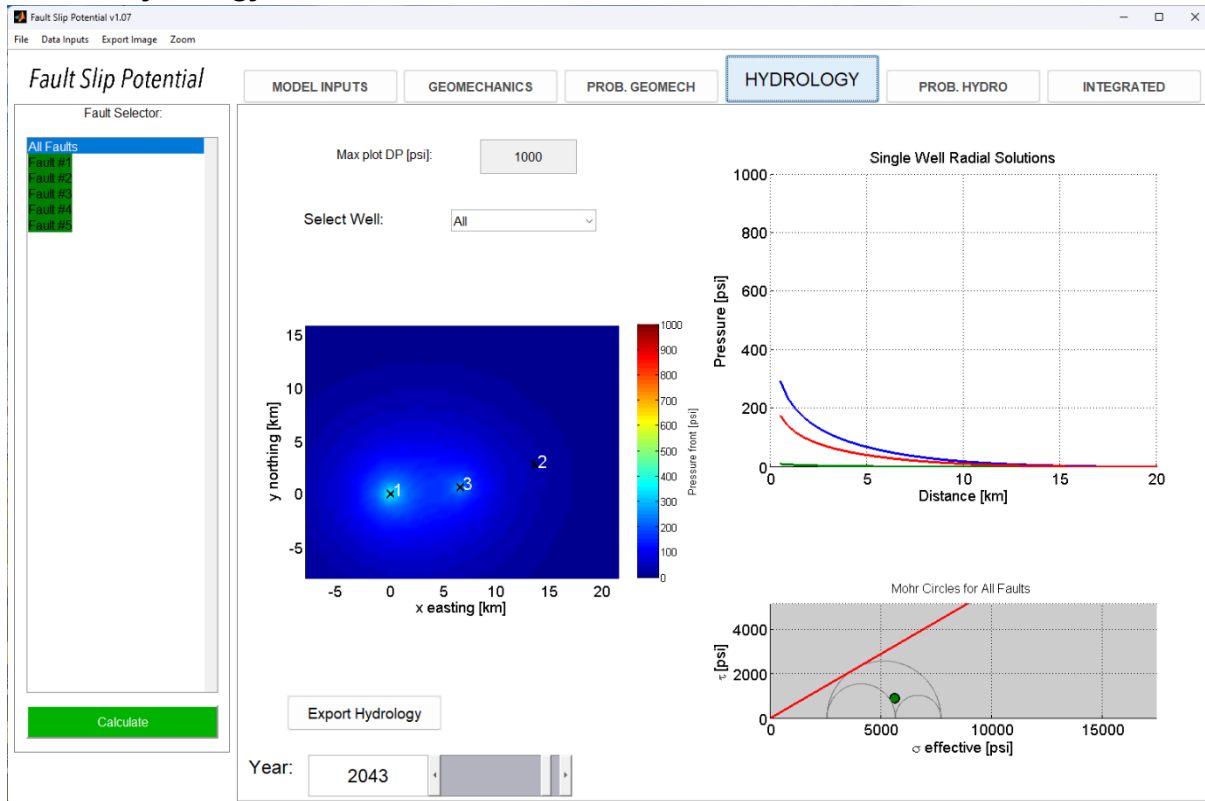 Fault Slip Potential v1.07
File Data Inputs Export Image Zoom
Fault Slip Potential
MODEL INPUTS
GEOMECHANICS
PROB. GEOMECH
HYDROLOGY
PROB. HYDRO
INTEGRATED
Fault Selector:
All Faults
Fault #1
Fault #2
Fault #3
Fault #4
Fault #5
Calculate
Max plot DP [psi]: 1000
Select Well: All
15
10
5
0
-5
y northing [km]
1
2
3
-5 0 5 10 15 20
x easting [km]
1000
900
800
700
600
500
400
300
200
100
0
Pressure front [psi]
Export Hydrology
Year: 2043
Single Well Radial Solutions
1000
800
600
400
200
0
Pressure [psi]
0 5 10 15 20
Distance [km]
Mohr Circles for All Faults
4000
2000
0
τ [psi]
0 5000 10000 15000
σ effective [psi]